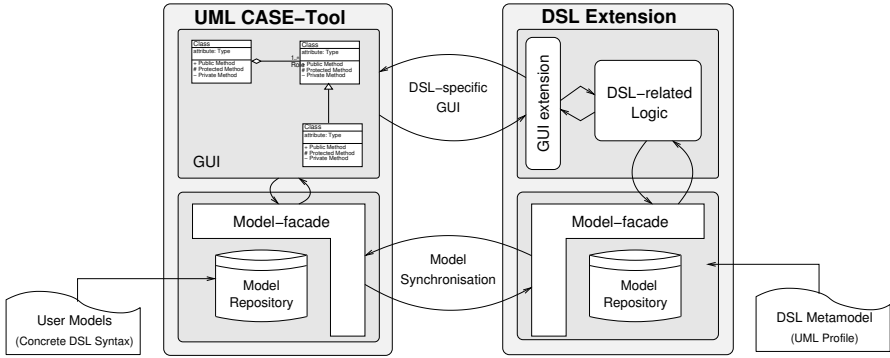 UML CASE−Tool
DSL Extension
Class
attribute: Type
+ Public Method
# Protected Method
− Private Method
Class
attribute: Type
+ Public Method
# Protected Method
− Private Method
Role
Class
attribute: Type
+ Public Method
# Protected Method
− Private Method
GUI
DSL−specific
GUI
GUI extension
DSL−related
Logic
Model−facade
Model
Repository
Model
Synchronisation
Model−facade
Model
Repository
User Models
(Concrete DSL Syntax)
DSL Metamodel
(UML Profile)